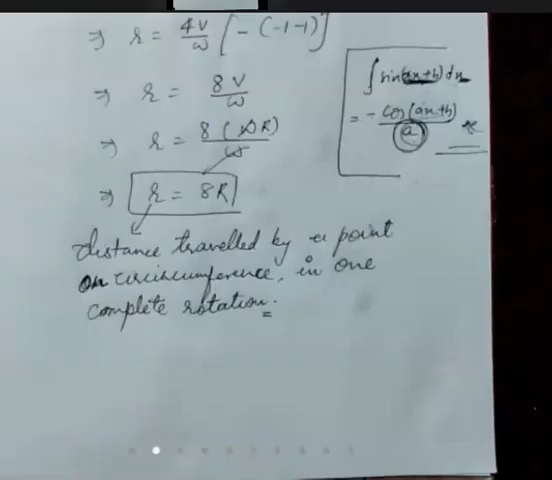 ⇒ r = 4V/ω [ - (-1-1)]
⇒ r = 8V/ω
⇒ r = 8(ωR)/ω
⇒ r = 8R
distance travelled by a point
on circircumference, in one
complete rotation.
∫ sin(ax+b) dx
= -cos(ax+b)/a